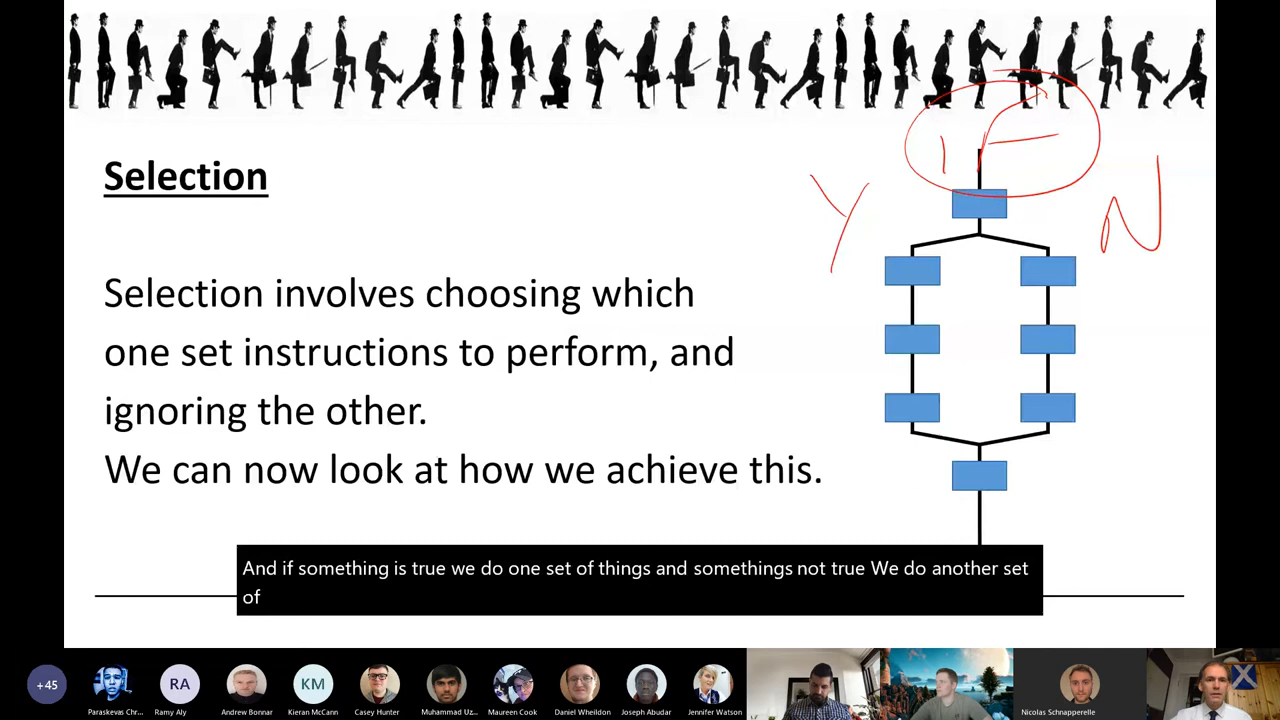 IF
Selection
Y
N
Selection involves choosing which
one set instructions to perform, and
ignoring the other.
We can now look at how we achieve this.
And if something is true we do one set of things and somethings not true We do another set
of
+45
RA
KM
Paraskevas Chr...
Ramy Aly
Andrew Bonnar
Kieran McCann
Casey Hunter
Muhammad Uz...
Maureen Cook
Daniel Wheildon
Joseph Abudar
Jennifer Watson
Nicolas Schnapperelle